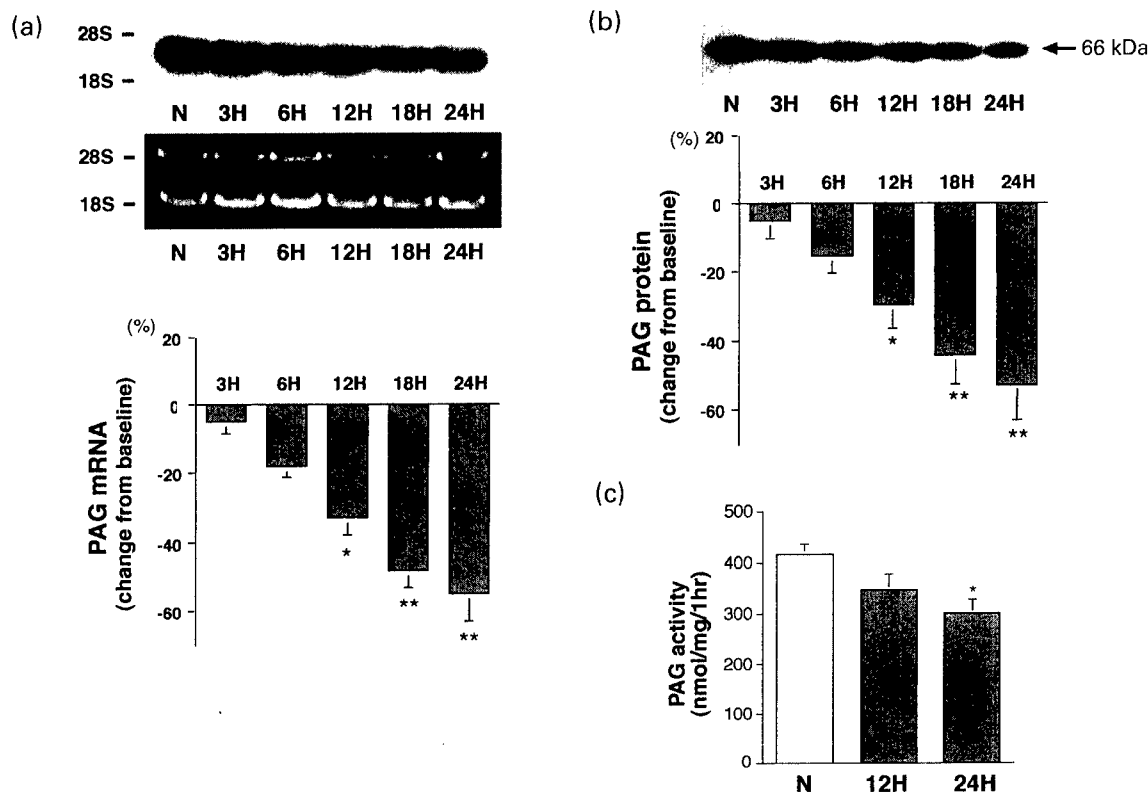 (a)
28S –
18S –
N 3H 6H 12H 18H 24H
28S –
18S –
N 3H 6H 12H 18H 24H
(%)
20
3H 6H 12H 18H 24H
0
-20
-40
-60
*
**
**
PAG mRNA
(change from baseline)
(b)
66 kDa
N 3H 6H 12H 18H 24H
(%)
20
3H 6H 12H 18H 24H
0
-20
-40
-60
*
**
**
PAG protein
(change from baseline)
(c)
500
400
300
200
100
0
*
PAG activity
(nmol/mg/1hr)
N 12H 24H